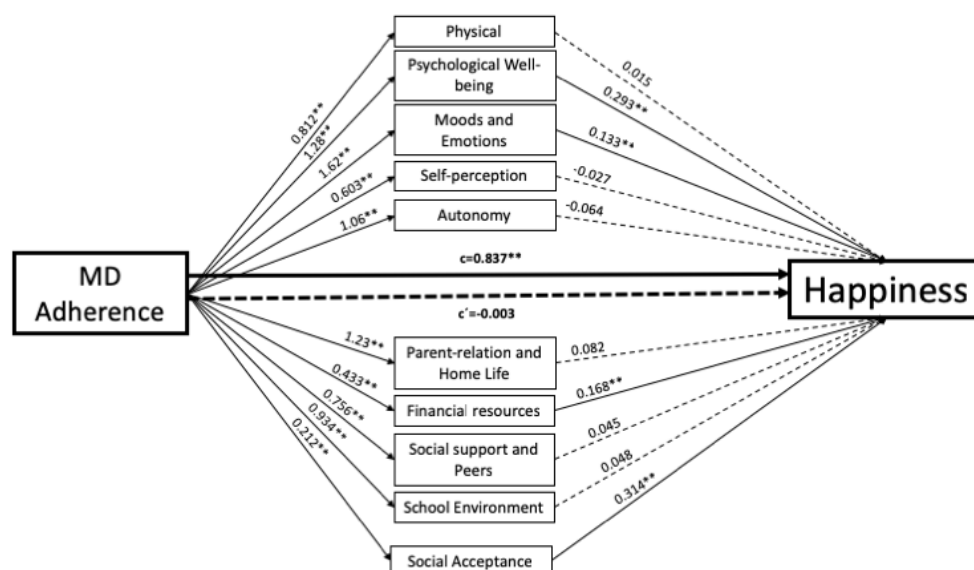 Physical
0.812**
0.015
Psychological Well-
being
1.28**
0.293**
Moods and
Emotions
1.62**
0.133**
Self-perception
0.603**
-0.027
Autonomy
1.06**
-0.064
MD
Adherence
c=0.837**
c´=-0.003
Happiness
Parent-relation and
Home Life
1.23**
0.082
Financial resources
0.433**
0.168**
Social support and
Peers
0.756**
0.045
School Environment
0.934**
0.048
Social Acceptance
0.212**
0.314**